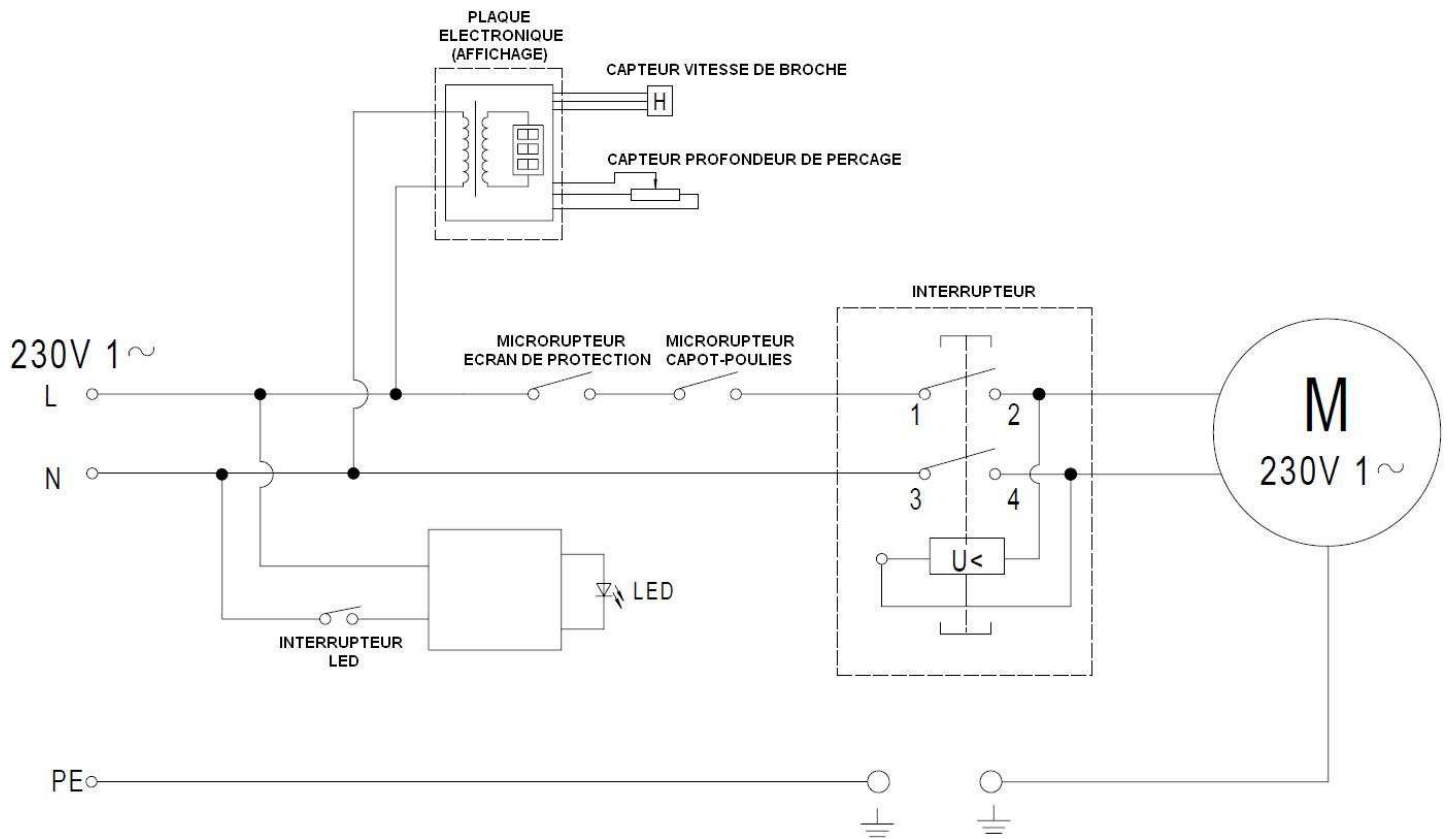 PLAQUE
ELECTRONIQUE
(AFFICHAGE)
CAPTEUR VITESSE DE BROCHE
H
CAPTEUR PROFONDEUR DE PERCAGE
INTERRUPTEUR
230V 1~
MICRORUPTEUR
ECRAN DE PROTECTION
MICRORUPTEUR
CAPOT-POULIES
L
1
2
M
230V 1~
N
3
4
U<
LED
INTERRUPTEUR
LED
PE